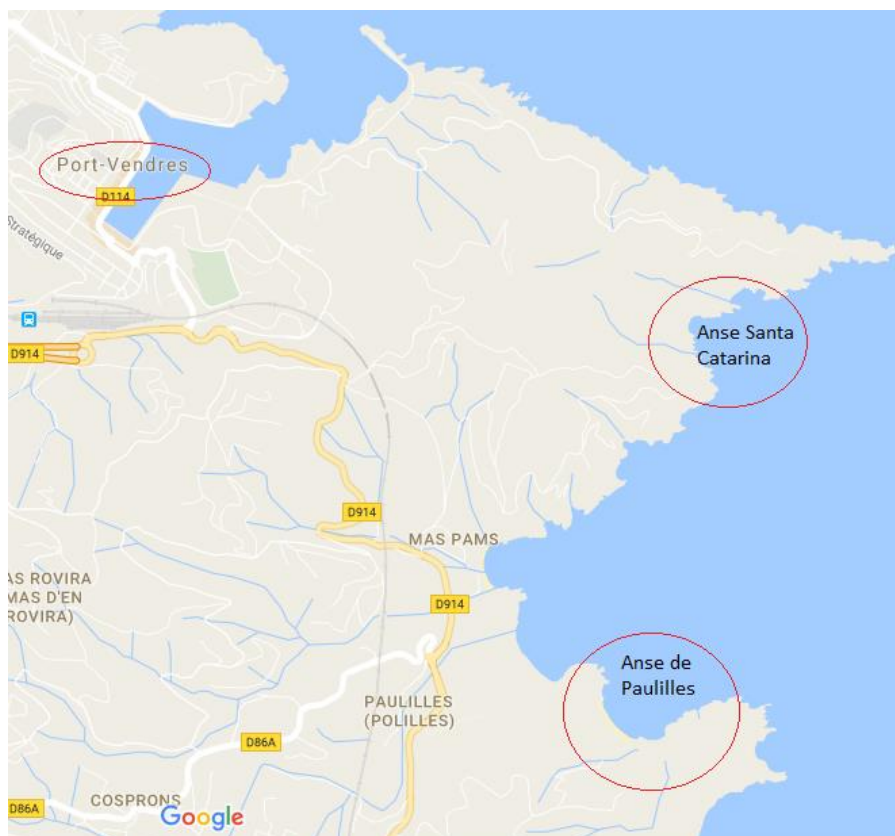 Port-Vendres
D114
Stratégique
D914
Anse Santa
Catarina
D914
MAS PAMS
AS ROVIRA
MAS D'EN
ROVIRA)
D914
Anse de
Paulilles
PAULILLES
(POLILLES)
D86A
COSPRONS
D86A
Google